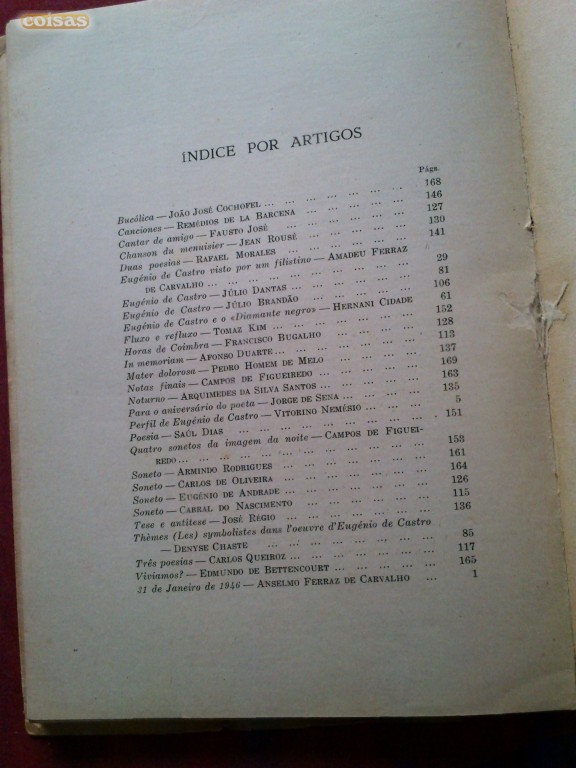 coisas
ÍNDICE POR ARTIGOS
Págs.
Bucólica — JOÃO JOSÉ COCHOFEL ... ... ... ... ... ... 168
Canciones — REMÉDIOS DE LA BARCENA ... ... ... ... 146
Cantar de amigo — FAUSTO JOSÉ ... ... ... ... ... 127
Chanson du menuisier — JEAN ROUSÉ ... ... ... ... 130
Duas poesias — RAFAEL MORALES ... ... ... ... ... 141
Eugénio de Castro visto por um filistino — AMADEU FERRAZ
DE CARVALHO ... ... ... ... ... ... ... ... 29
Eugénio de Castro — JÚLIO DANTAS ... ... ... ... ... 81
Eugénio de Castro — JÚLIO BRANDÃO ... ... ... ... 106
Eugénio de Castro e o «Diamante negro» — HERNANI CIDADE 61
Fluxo e refluxo — TOMAZ KIM ... ... ... ... ... ... 152
Horas de Coimbra — FRANCISCO BUGALHO ... ... ... 128
In memoriam — AFONSO DUARTE ... ... ... ... ... 113
Mater dolorosa — PEDRO HOMEM DE MELO ... ... ... 137
Notas finais — CAMPOS DE FIGUEIREDO ... ... ... ... 169
Noturno — ARQUIMEDES DA SILVA SANTOS ... ... ... 163
Para o aniversário do poeta — JORGE DE SENA ... ... ... 135
Perfil de Eugénio de Castro — VITORINO NEMÉSIO ... ... 5
Poesia — SAÚL DIAS ... ... ... ... ... ... ... ... 151
Quatro sonetos da imagem da noite — CAMPOS DE FIGUEI-
REDO ... ... ... ... ... ... ... ... ... 153
Soneto — ARMINDO RODRIGUES ... ... ... ... ... 161
Soneto — CARLOS DE OLIVEIRA ... ... ... ... ... 164
Soneto — EUGÉNIO DE ANDRADE ... ... ... ... ... 126
Soneto — CABRAL DO NASCIMENTO ... ... ... ... ... 115
Tese e antítese — JOSÉ RÉGIO ... ... ... ... ... ... 136
Thèmes (Les) symbolistes dans l'oeuvre d'Eugénio de Castro
— DENYSE CHASTE ... ... ... ... ... ... 85
Três poesias — CARLOS QUEIROZ ... ... ... ... ... 117
Vivíamos? — EDMUNDO DE BETTENCOURT ... ... ... ... 165
31 de Janeiro de 1946 — ANSELMO FERRAZ DE CARVALHO ... 1